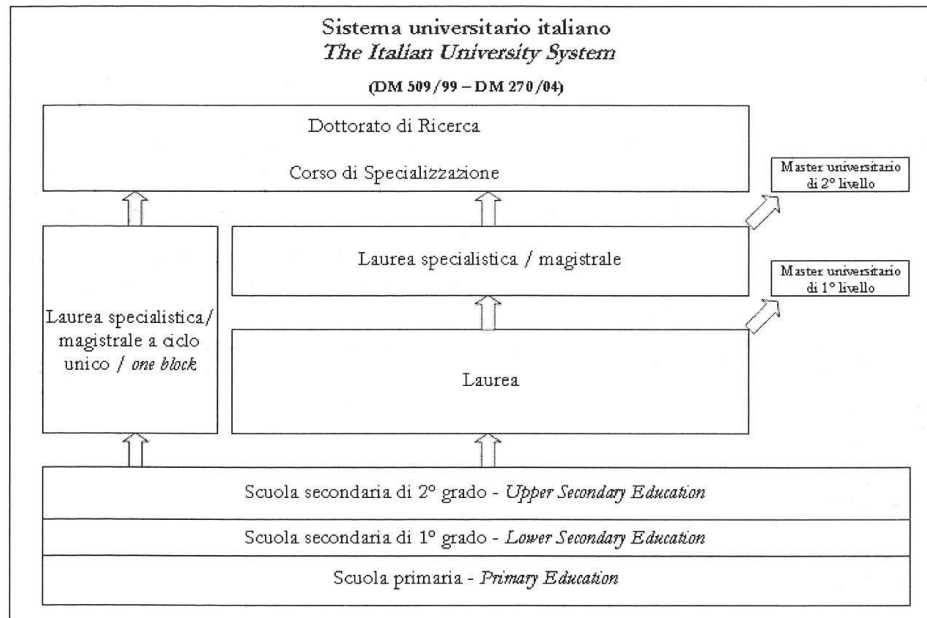 Sistema universitario italiano
The Italian University System
(DM 509/99 – DM 270/04)
Dottorato di Ricerca
Corso di Specializzazione
Master universitario
di 2° livello
Laurea specialistica / magistrale
Master universitario
di 1° livello
Laurea specialistica/
magistrale a ciclo
unico / one block
Laurea
Scuola secondaria di 2° grado - Upper Secondary Education
Scuola secondaria di 1° grado - Lower Secondary Education
Scuola primaria - Primary Education